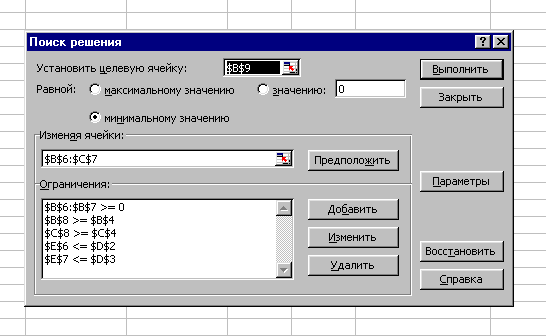 Поиск решения
Установить целевую ячейку: $B$9
Выполнить
Равной: максимальному значению значению: 0
Закрыть
минимальному значению
Изменяя ячейки:
$B$6:$C$7
Предположить
Параметры
Ограничения:
$B$6:$B$7 >= 0
$B$8 >= $B$4
$C$8 >= $C$4
$E$6 <= $D$2
$E$7 <= $D$3
Добавить
Изменить
Удалить
Восстановить
Справка